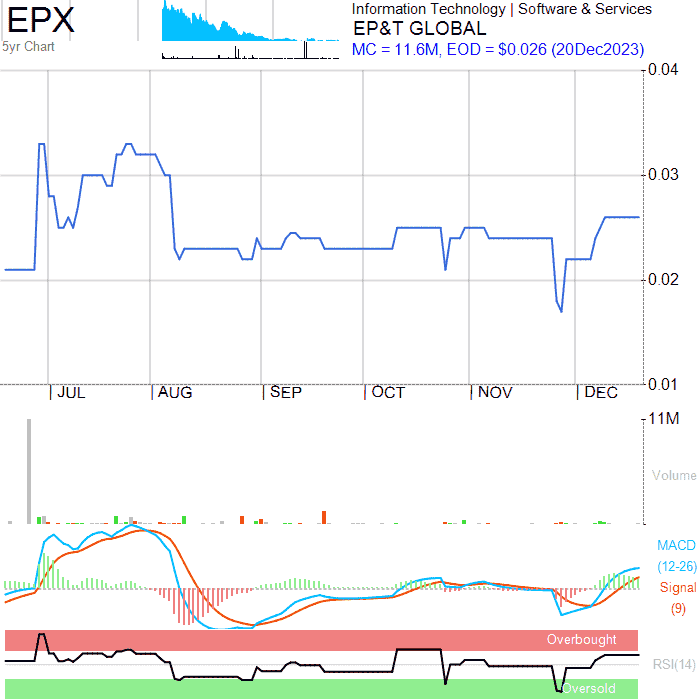 EPX
5yr Chart
Information Technology | Software & Services
EP&T GLOBAL
MC = 11.6M, EOD = $0.026 (20Dec2023)
0.04
0.03
0.02
0.01
JUL
AUG
SEP
OCT
NOV
DEC
11M
Volume
MACD
(12-26)
Signal
(9)
Overbought
RSI(14)
Oversold